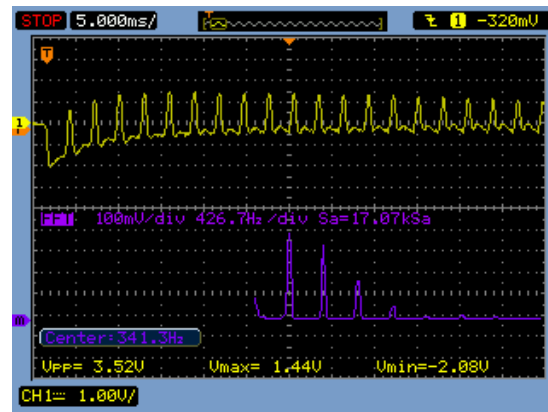 STOP 5.000ms/ T 1 -320mV
T
1
FFT 100mV/div 426.7Hz/div Sa=17.07kSa
m
Center=341.3Hz
Vpp= 3.52V Vmax= 1.44V Vmin=-2.08V
CH1 1.00V/